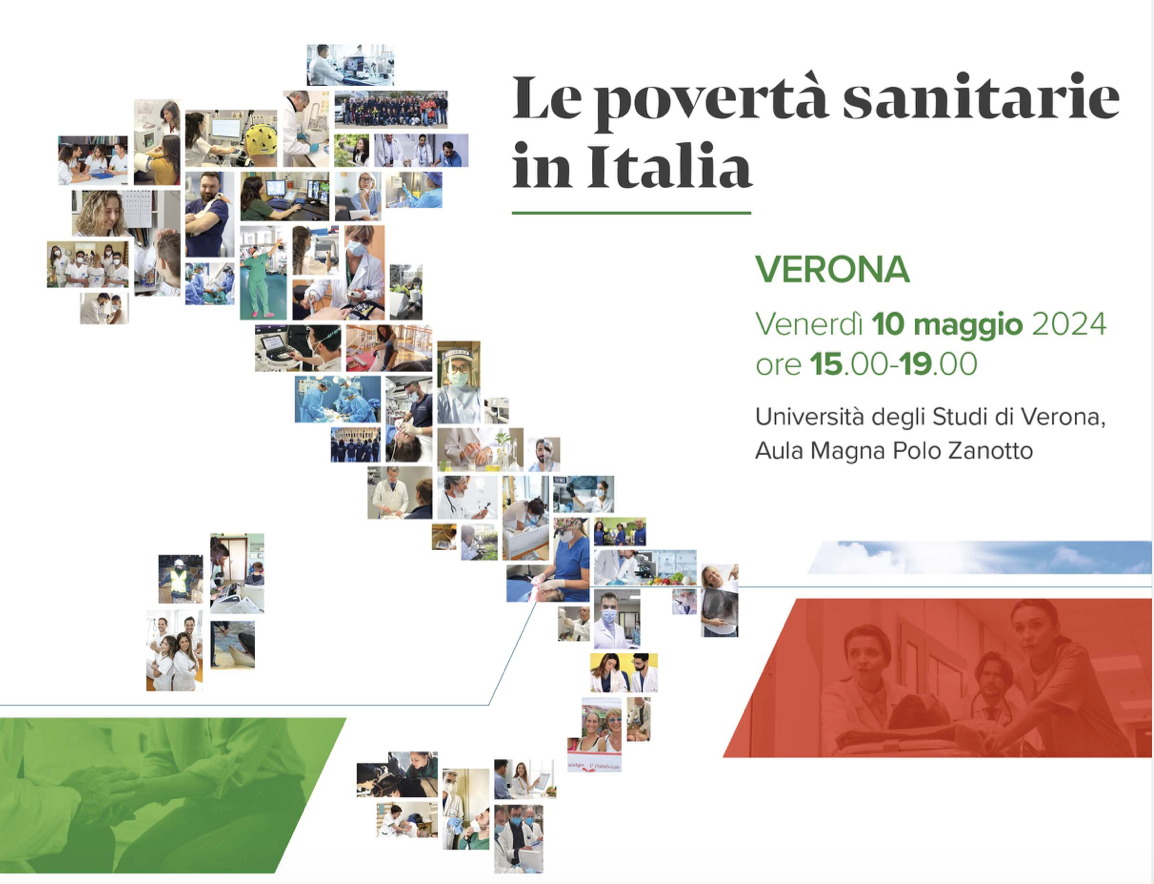 Le povertà sanitarie
in Italia
VERONA
Venerdì 10 maggio 2024
ore 15.00-19.00
Università degli Studi di Verona,
Aula Magna Polo Zanotto